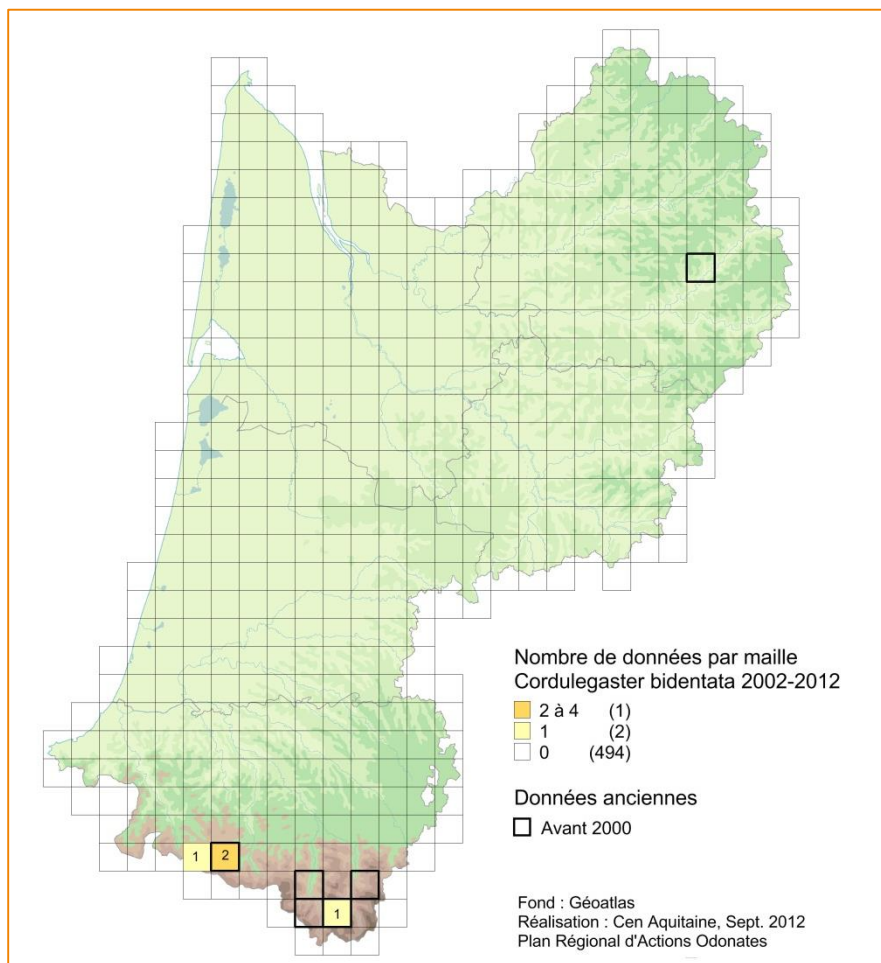 1
2
1
Nombre de données par maille
Cordulegaster bidentata 2002-2012
2 à 4 (1)
1 (2)
0 (494)
Données anciennes
Avant 2000
Fond : Géoatlas
Réalisation : Cen Aquitaine, Sept. 2012
Plan Régional d'Actions Odonates